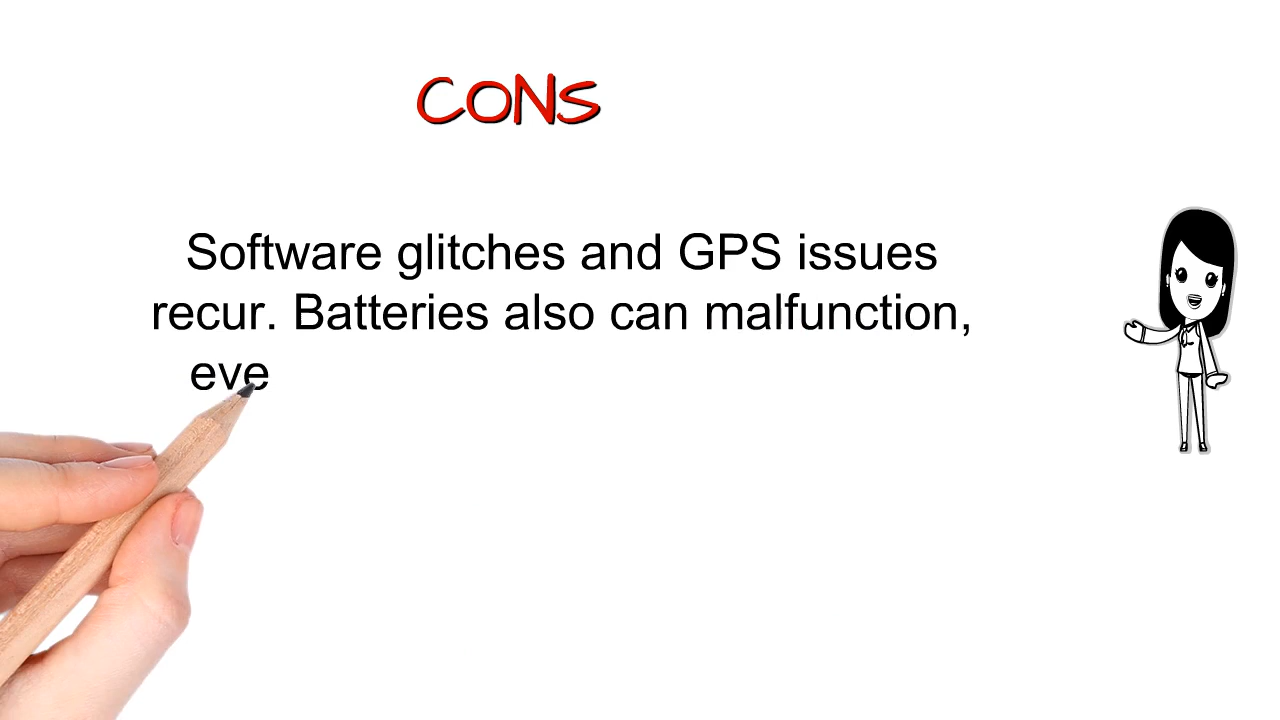 CONS
Software glitches and GPS issues
recur. Batteries also can malfunction,
eve